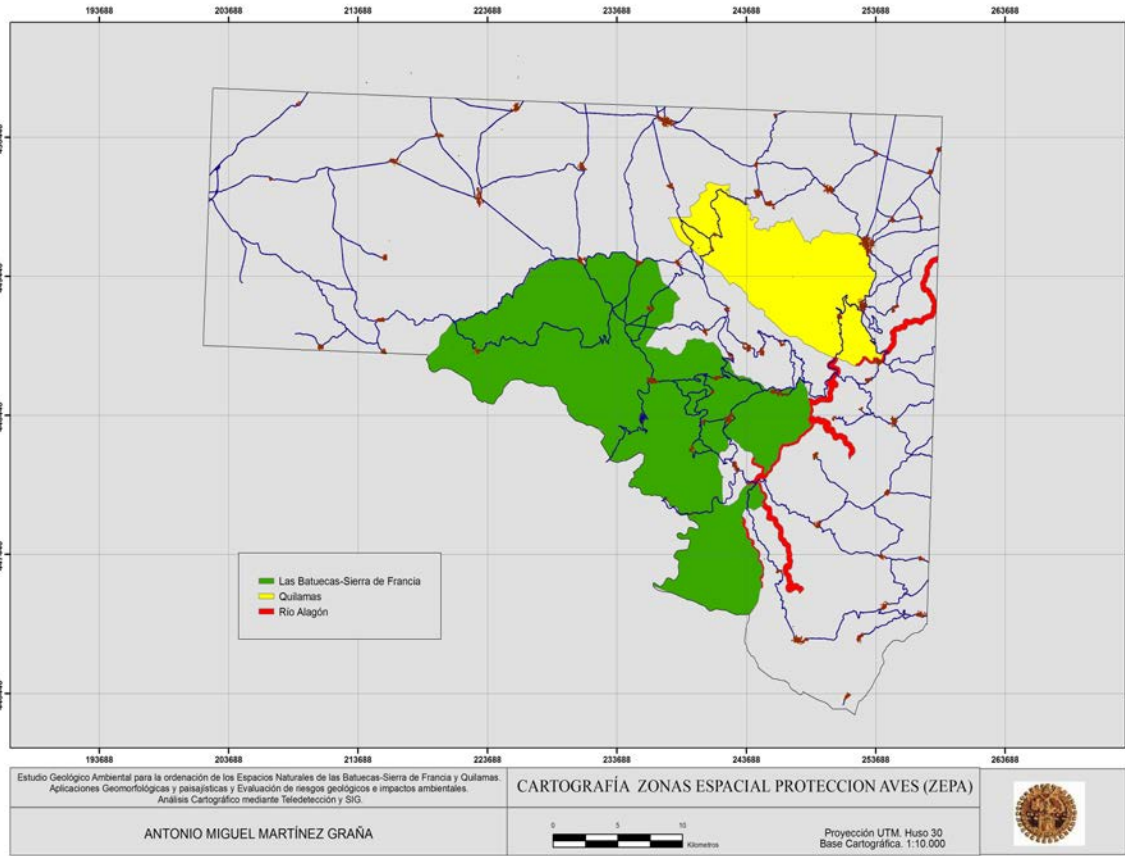 193688 203688 213688 223688 233688 243688 253688 263688
Las Batuecas-Sierra de Francia
Quilamas
Río Alagón
193688 203688 213688 223688 233688 243688 253688 263688
Estudio Geológico Ambiental para la ordenación de los Espacios Naturales de las Batuecas-Sierra de Francia y Quilamas.
Aplicaciones Geomorfológicas y paisajísticas y Evaluación de riesgos geológicos e impactos ambientales.
Análisis Cartográfico mediante Teledetección y SIG.
ANTONIO MIGUEL MARTÍNEZ GRAÑA
CARTOGRAFÍA ZONAS ESPACIAL PROTECCION AVES (ZEPA)
0 5 10
Kilometros
Proyección UTM. Huso 30
Base Cartográfica. 1:10.000